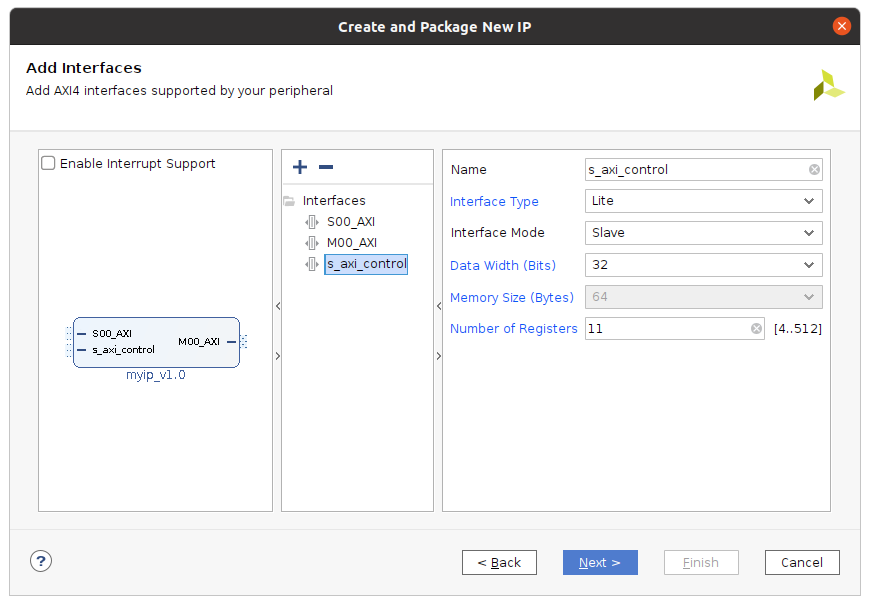 Create and Package New IP
Add Interfaces
Add AXI4 interfaces supported by your peripheral
Enable Interrupt Support
S00_AXI
s_axi_control
M00_AXI
myip_v1.0
Interfaces
S00_AXI
M00_AXI
s_axi_control
Name s_axi_control
Interface Type Lite
Interface Mode Slave
Data Width (Bits) 32
Memory Size (Bytes) 64
Number of Registers 11 [4..512]
? < Back Next > Finish Cancel